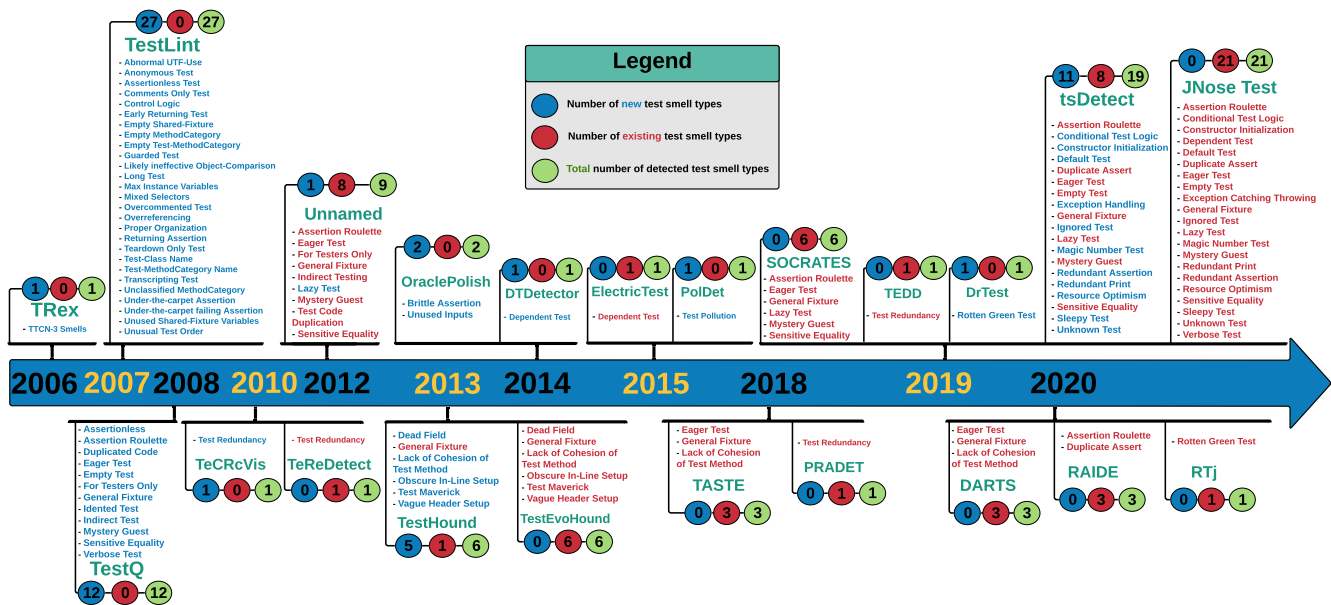 27 0 27
TestLint
- Abnormal UTF-Use
- Anonymous Test
- Assertionless Test
- Comments Only Test
- Control Logic
- Early Returning Test
- Empty Shared-Fixture
- Empty MethodCategory
- Empty Test-MethodCategory
- Guarded Test
- Likely ineffective Object-Comparison
- Long Test
- Max Instance Variables
- Mixed Selectors
- Overcommented Test
- Overreferencing
- Proper Organization
- Returning Assertion
- Teardown Only Test
- Test-Class Name
- Test-MethodCategory Name
- Transcripting Test
- Unclassified MethodCategory
- Under-the-carpet Assertion
- Under-the-carpet failing Assertion
- Unused Shared-Fixture Variables
- Unusual Test Order
1 0 1
TRex
- TTCN-3 Smells
1 8 9
Unnamed
- Assertion Roulette
- Eager Test
- For Testers Only
- General Fixture
- Indirect Testing
- Lazy Test
- Mystery Guest
- Test Code
Duplication
- Sensitive Equality
Legend
Number of new test smell types
Number of existing test smell types
Total number of detected test smell types
2 0 2
OraclePolish
- Brittle Assertion
- Unused Inputs
1 0 1
DTDetector
- Dependent Test
0 1 1
ElectricTest
- Dependent Test
1 0 1
PolDet
- Test Pollution
0 6 6
SOCRATES
- Assertion Roulette
- Eager Test
- General Fixture
- Lazy Test
- Mystery Guest
- Sensitive Equality
0 1 1
TEDD
- Test Redundancy
1 0 1
DrTest
- Rotten Green Test
11 8 19
tsDetect
- Assertion Roulette
- Conditional Test Logic
- Constructor Initialization
- Default Test
- Duplicate Assert
- Eager Test
- Empty Test
- Exception Handling
- General Fixture
- Ignored Test
- Lazy Test
- Magic Number Test
- Mystery Guest
- Redundant Assertion
- Redundant Print
- Resource Optimism
- Sensitive Equality
- Sleepy Test
- Unknown Test
0 21 21
JNose Test
- Assertion Roulette
- Conditional Test Logic
- Constructor Initialization
- Dependent Test
- Default Test
- Duplicate Assert
- Eager Test
- Empty Test
- Exception Catching Throwing
- General Fixture
- Ignored Test
- Lazy Test
- Magic Number Test
- Mystery Guest
- Redundant Print
- Redundant Assertion
- Resource Optimism
- Sensitive Equality
- Sleepy Test
- Unknown Test
- Verbose Test
2006 2007 2008 2010 2012 2013 2014 2015 2018 2019 2020
- Assertionless
- Assertion Roulette
- Duplicated Code
- Eager Test
- Empty Test
- For Testers Only
- General Fixture
- Idented Test
- Indirect Test
- Mystery Guest
- Sensitive Equality
- Verbose Test
TestQ
12 0 12
- Test Redundancy
TeCRcVis
1 0 1
- Test Redundancy
TeReDetect
0 1 1
- Dead Field
- General Fixture
- Lack of Cohesion of
Test Method
- Obscure In-Line Setup
- Test Maverick
- Vague Header Setup
TestHound
5 1 6
- Dead Field
- General Fixture
- Lack of Cohesion of
Test Method
- Obscure In-Line Setup
- Test Maverick
- Vague Header Setup
TestEvoHound
0 6 6
- Eager Test
- General Fixture
- Lack of Cohesion
of Test Method
TASTE
0 3 3
- Test Redundancy
PRADET
0 1 1
- Eager Test
- General Fixture
- Lack of Cohesion
of Test Method
DARTS
0 3 3
- Assertion Roulette
- Duplicate Assert
RAIDE
0 3 3
- Rotten Green Test
RTj
0 1 1